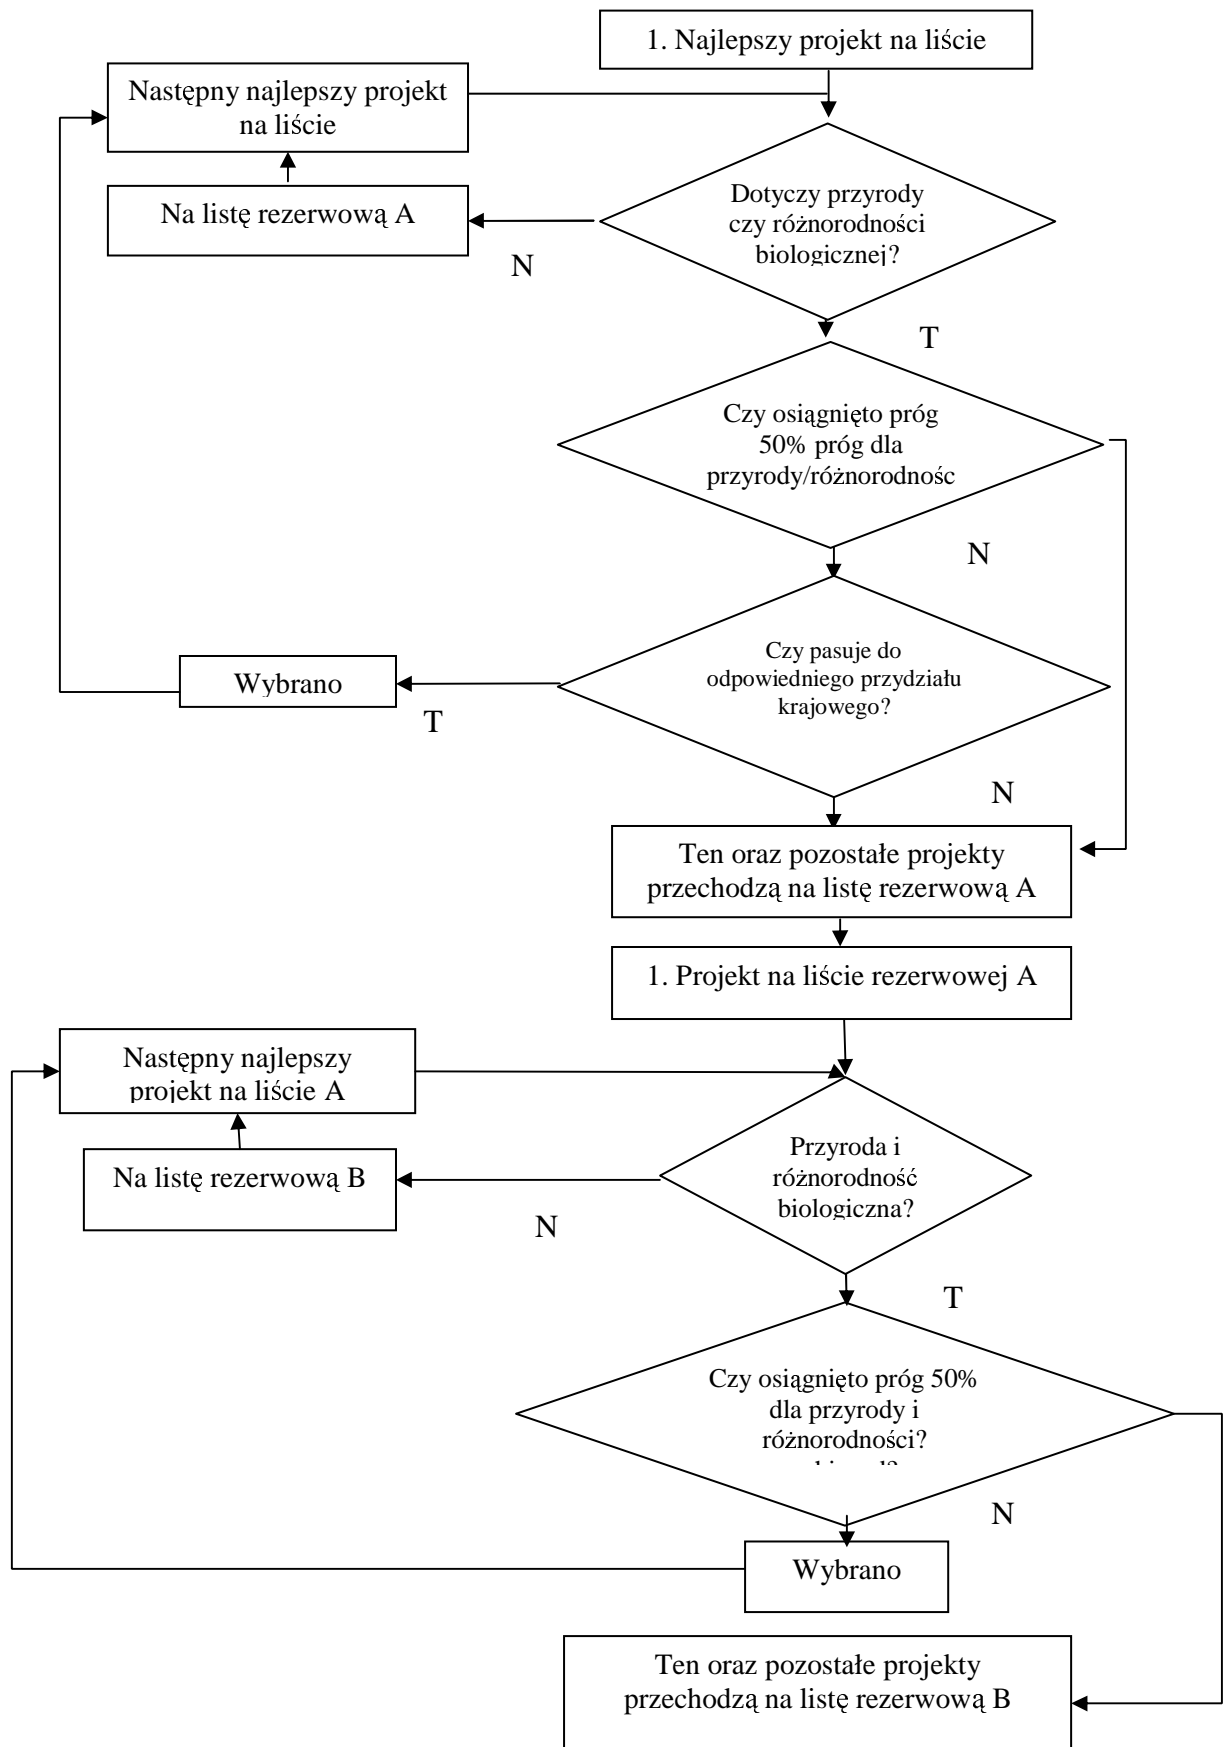 1. Najlepszy projekt na liście
Następny najlepszy projekt
na liście
Dotyczy przyrody
czy różnorodności
biologicznej?
Na listę rezerwową A
N
T
Czy osiągnięto próg
50% próg dla
przyrody/różnorodnośc
N
Czy pasuje do
odpowiedniego przydziału
krajowego?
Wybrano
T
N
Ten oraz pozostałe projekty
przechodzą na listę rezerwową A
1. Projekt na liście rezerwowej A
Następny najlepszy
projekt na liście A
Przyroda i
różnorodność
biologiczna?
Na listę rezerwową B
N
T
Czy osiągnięto próg 50%
dla przyrody i
różnorodności?
N
Wybrano
Ten oraz pozostałe projekty
przechodzą na listę rezerwową B